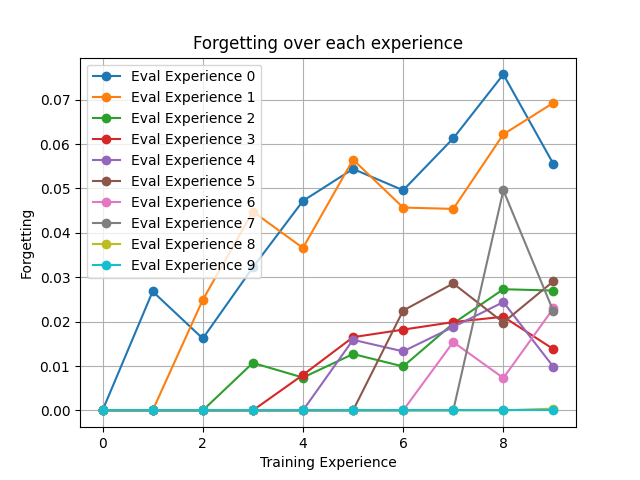 Forgetting over each experience
Eval Experience 0
Eval Experience 1
Eval Experience 2
Eval Experience 3
Eval Experience 4
Eval Experience 5
Eval Experience 6
Eval Experience 7
Eval Experience 8
Eval Experience 9
0.07
0.06
0.05
0.04
0.03
0.02
0.01
0.00
Forgetting
0 2 4 6 8
Training Experience